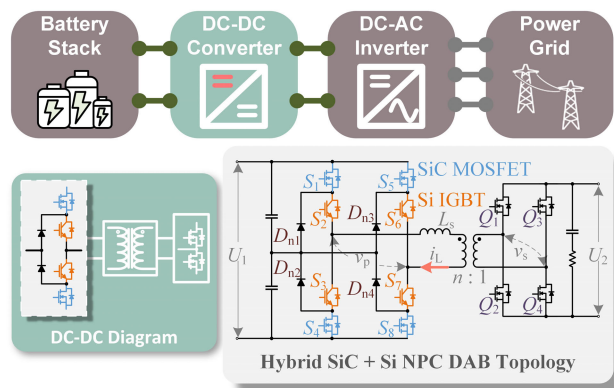 Battery Stack
DC-DC Converter
DC-AC Inverter
Power Grid
DC-DC Diagram
SiC MOSFET
Si IGBT
S1
S5
S2
S6
Dn1
Dn3
Ls
Q1
Q3
U1
vp
iL
vs
U2
Dn2
Dn4
n : 1
S3
S7
S4
S8
Q2
Q4
Hybrid SiC + Si NPC DAB Topology